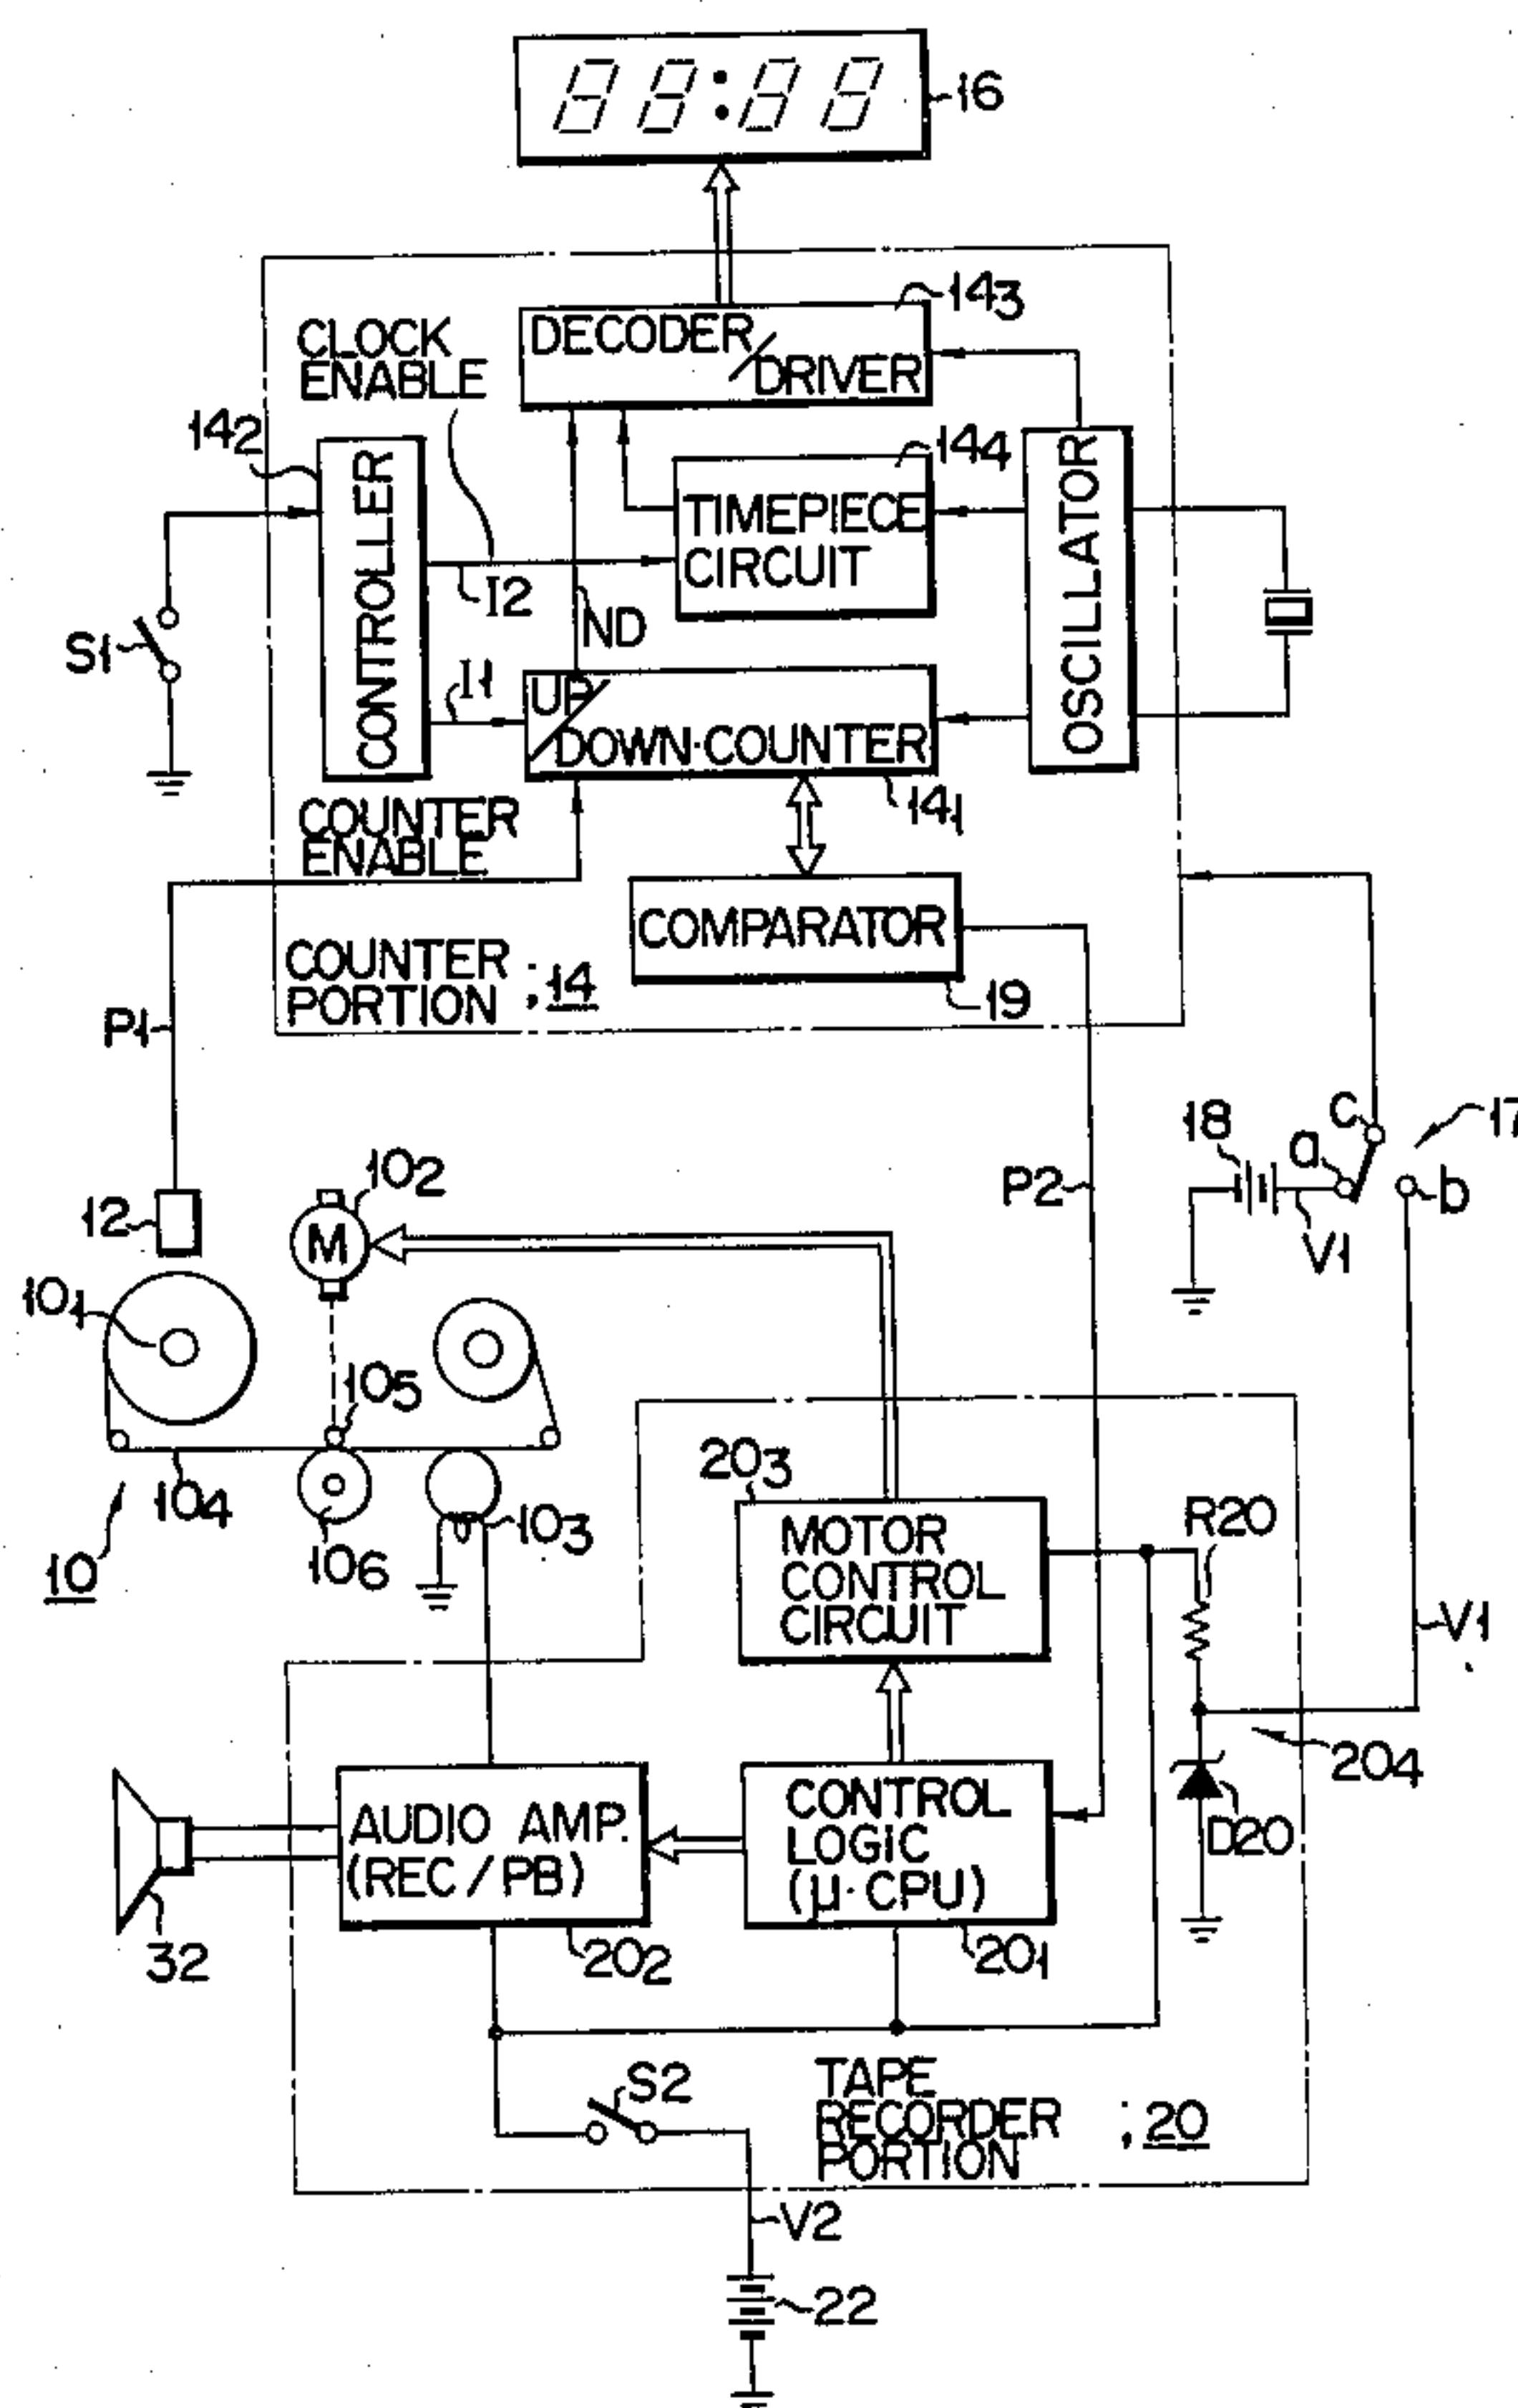 88:88
16
143
DECODER/
DRIVER
CLOCK
ENABLE
142
144
CONTROLLER
TIMEPIECE
CIRCUIT
OSCILLATOR
I2
ND
S1
I1
UP/
DOWN·COUNTER
141
COUNTER
ENABLE
COMPARATOR
19
COUNTER
PORTION ;14
P1
C
17
18
a
b
V1
P2
102
12
M
101
105
104
103
106
10
203
MOTOR
CONTROL
CIRCUIT
R20
V1
204
D20
AUDIO AMP.
(REC/PB)
CONTROL
LOGIC
(μ·CPU)
32
202
201
S2
TAPE
RECORDER
PORTION ;20
V2
22